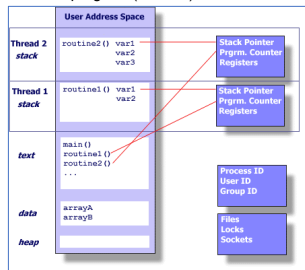 User Address Space
Thread 2
stack
routine2() var1
var2
var3
Stack Pointer
Prgrm. Counter
Registers
Thread 1
stack
routine1() var1
var2
Stack Pointer
Prgrm. Counter
Registers
text
main()
routine1()
routine2()
...
Process ID
User ID
Group ID
data
arrayA
arrayB
Files
Locks
Sockets
heap